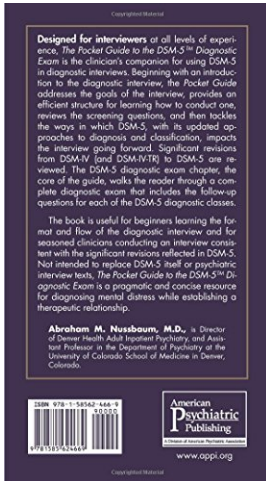 Copyrighted Material
Designed for interviewers at all levels of experi-
ence, The Pocket Guide to the DSM-5™ Diagnostic
Exam is the clinician's companion for using DSM-5
in diagnostic interviews. Beginning with an introduc-
tion to the diagnostic interview, the Pocket Guide
addresses the goals of the interview, provides an
efficient structure for learning how to conduct one,
reviews the screening questions, and then tackles
the ways in which DSM-5, with its updated ap-
proaches to diagnosis and classification, impacts
the interview going forward. Significant revisions
from DSM-IV (and DSM-IV-TR) to DSM-5 are re-
viewed. The DSM-5 diagnostic exam chapter, the
core of the guide, walks the reader through a com-
plete diagnostic exam that includes the follow-up
questions for each of the DSM-5 diagnostic classes.
The book is useful for beginners learning the for-
mat and flow of the diagnostic interview and for
seasoned clinicians conducting an interview consis-
tent with the significant revisions reflected in DSM-5.
Not intended to replace DSM-5 itself or psychiatric
interview texts, The Pocket Guide to the DSM-5™ Di-
agnostic Exam is a pragmatic and concise resource
for diagnosing mental distress while establishing a
therapeutic relationship.
Abraham M. Nussbaum, M.D., is Director
of Denver Health Adult Inpatient Psychiatry, and Assis-
tant Professor in the Department of Psychiatry at the
University of Colorado School of Medicine in Denver,
Colorado.
ISBN 978-1-58562-466-9
90000
9 781585 624669
American
Psychiatric
Publishing
A Division of American Psychiatric Association
www.appi.org
Copyrighted Material